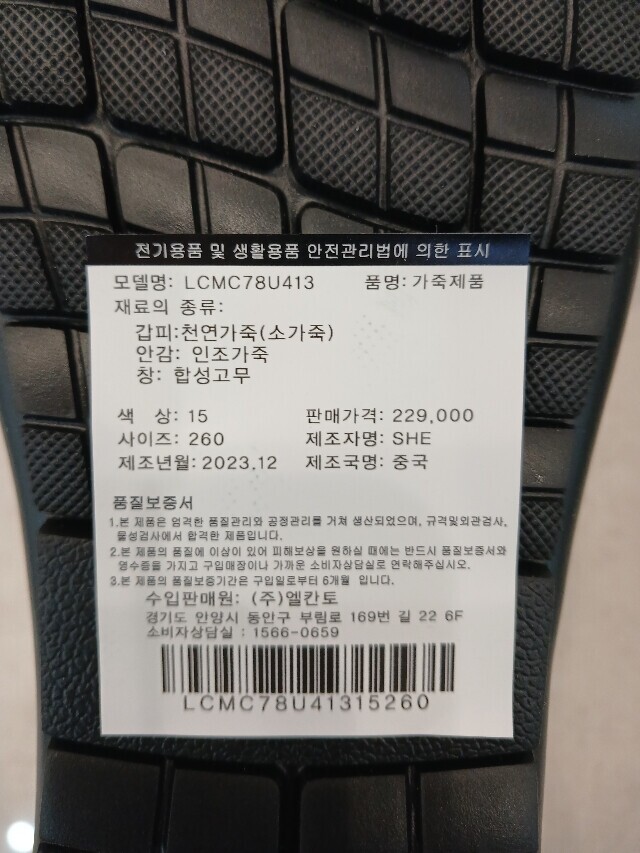 전기용품 및 생활용품 안전관리법에 의한 표시
모델명: LCMC78U413 품명: 가죽제품
재료의 종류:
갑피:천연가죽(소가죽)
안감: 인조가죽
창: 합성고무
색 상: 15 판매가격: 229,000
사이즈: 260 제조자명: SHE
제조년월: 2023.12 제조국명: 중국
품질보증서
1.본 제품은 엄격한 품질관리와 공정관리를 거쳐 생산되었으며, 규격및외관검사,
물성검사에서 합격한 제품입니다.
2.본 제품의 품질에 이상이 있어 피해보상을 원하실 때에는 반드시 품질보증서와
영수증을 가지고 구입매장이나 가까운 소비자상담실로 연락해주십시오.
3.본 제품의 품질보증기간은 구입일로부터 6개월 입니다.
수입판매원: (주)엘칸토
경기도 안양시 동안구 부림로 169번 길 22 6F
소비자상담실 : 1566-0659
LCMC78U41315260